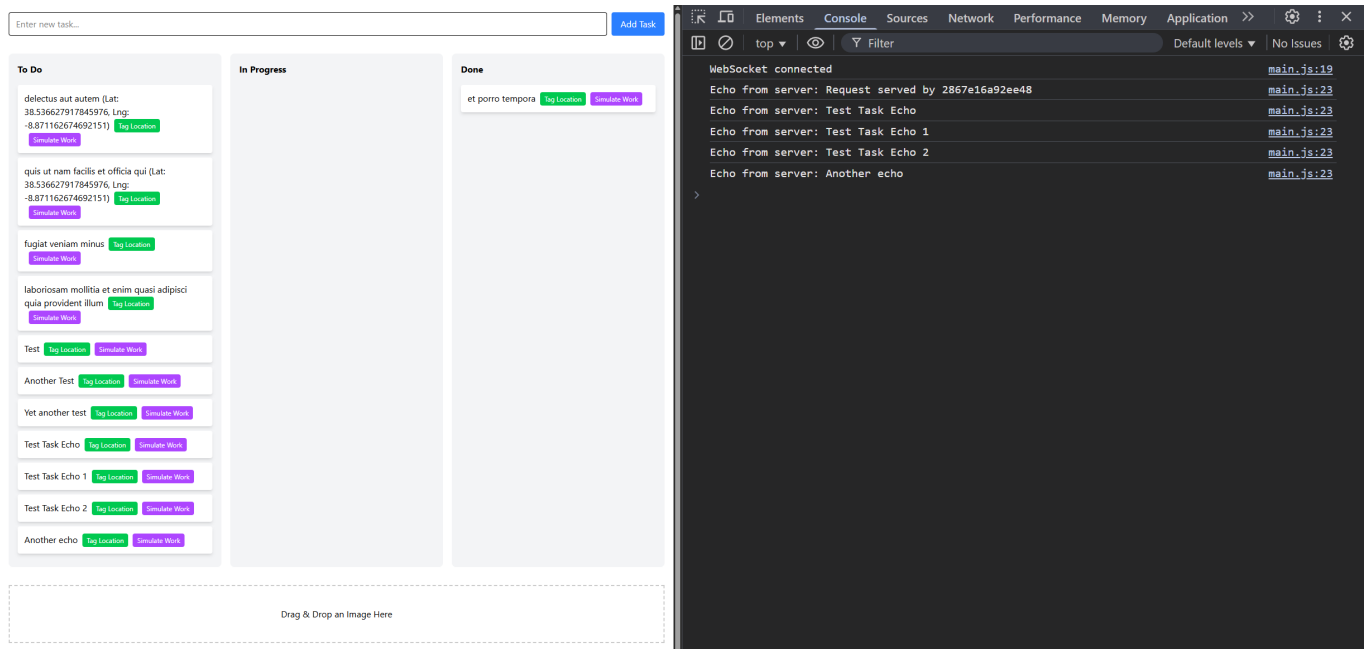 Enter new task...
Add Task
To Do
delectus aut autem (Lat:
38.536627917845976, Lng:
-8.871162674692151) Tag Location
Simulate Work
quis ut nam facilis et officia qui (Lat:
38.536627917845976, Lng:
-8.871162674692151) Tag Location
Simulate Work
fugiat veniam minus Tag Location
Simulate Work
laboriosam mollitia et enim quasi adipisci
quia provident illum Tag Location
Simulate Work
Test Tag Location Simulate Work
Another Test Tag Location Simulate Work
Yet another test Tag Location Simulate Work
Test Task Echo Tag Location Simulate Work
Test Task Echo 1 Tag Location Simulate Work
Test Task Echo 2 Tag Location Simulate Work
Another echo Tag Location Simulate Work
In Progress
Done
et porro tempora Tag Location Simulate Work
Drag & Drop an Image Here
Elements Console Sources Network Performance Memory Application
top Filter Default levels No Issues
WebSocket connected main.js:19
Echo from server: Request served by 2867e16a92ee48 main.js:23
Echo from server: Test Task Echo main.js:23
Echo from server: Test Task Echo 1 main.js:23
Echo from server: Test Task Echo 2 main.js:23
Echo from server: Another echo main.js:23